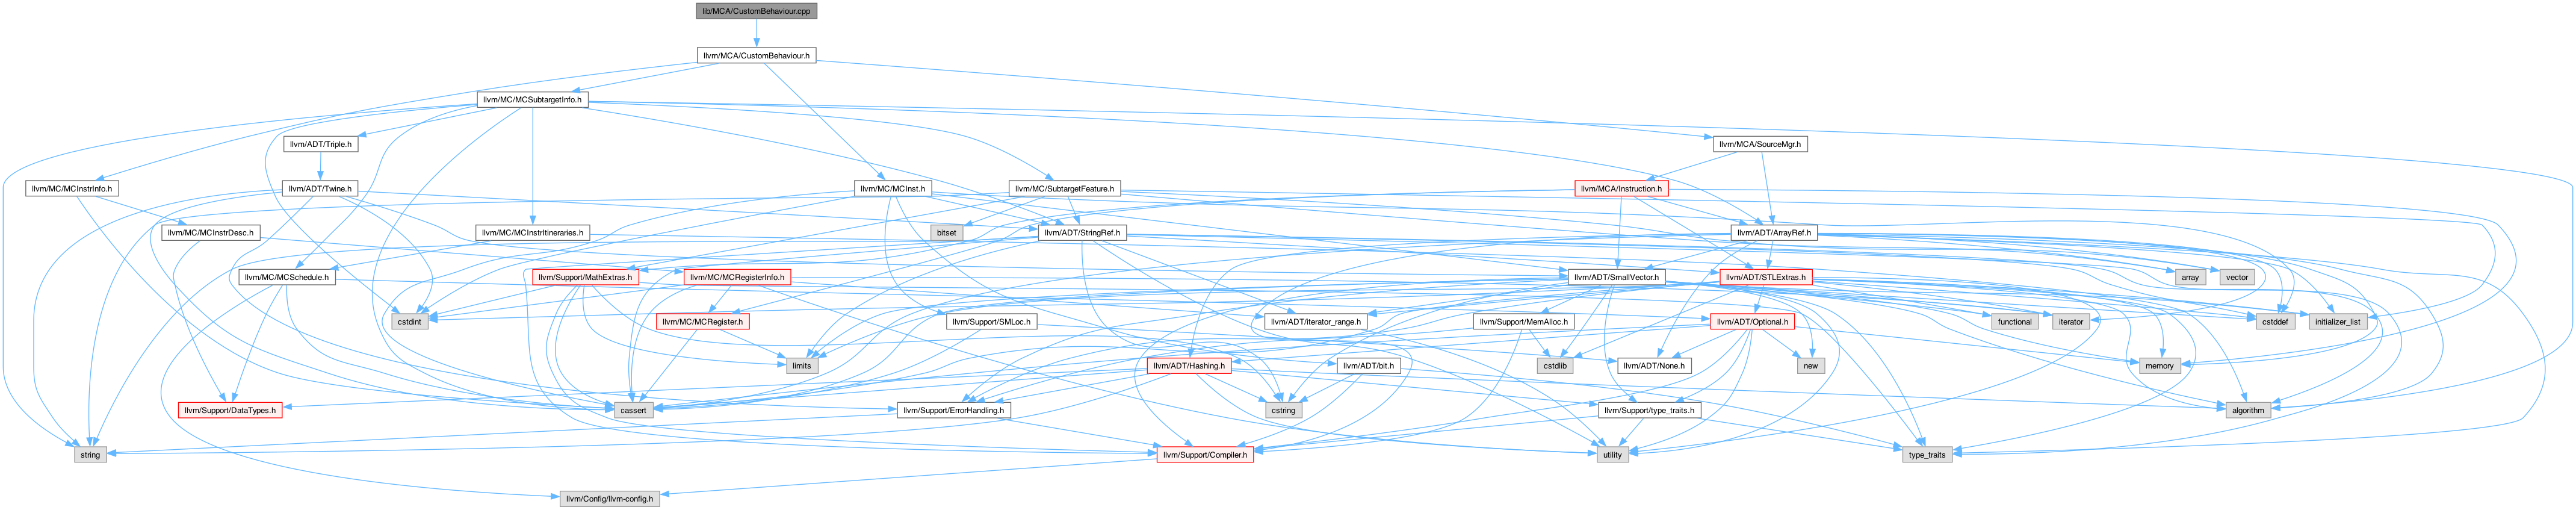 lib/MCA/CustomBehaviour.cpp
llvm/MCA/CustomBehaviour.h
llvm/MC/MCSubtargetInfo.h
llvm/ADT/Triple.h
llvm/MCA/SourceMgr.h
llvm/MC/MCInstrInfo.h
llvm/ADT/Twine.h
llvm/MC/MCInst.h
llvm/MC/SubtargetFeature.h
llvm/MCA/Instruction.h
llvm/MC/MCInstrDesc.h
llvm/MC/MCInstrItineraries.h
bitset
llvm/ADT/StringRef.h
llvm/ADT/ArrayRef.h
llvm/MC/MCSchedule.h
llvm/Support/MathExtras.h
llvm/MC/MCRegisterInfo.h
llvm/ADT/SmallVector.h
llvm/ADT/STLExtras.h
array
vector
cstdint
llvm/MC/MCRegister.h
llvm/Support/SMLoc.h
llvm/ADT/iterator_range.h
llvm/Support/MemAlloc.h
llvm/ADT/Optional.h
functional
iterator
cstddef
initializer_list
limits
llvm/ADT/Hashing.h
llvm/ADT/bit.h
cstdlib
llvm/ADT/None.h
new
memory
llvm/Support/DataTypes.h
cassert
llvm/Support/ErrorHandling.h
cstring
llvm/Support/type_traits.h
algorithm
string
llvm/Support/Compiler.h
utility
type_traits
llvm/Config/llvm-config.h